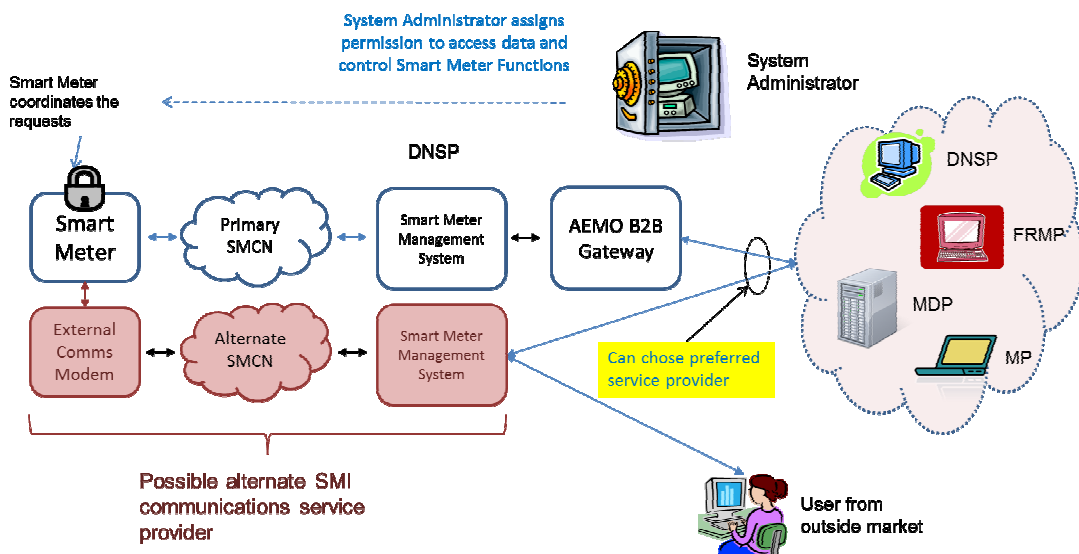 System Administrator assigns
permission to access data and
control Smart Meter Functions
System
Administrator
Smart Meter
coordinates the
requests
DNSP
DNSP
Smart
Meter
Primary
SMCN
Smart Meter
Management
System
AEMO B2B
Gateway
FRMP
MDP
MP
External
Comms
Modem
Alternate
SMCN
Smart Meter
Management
System
Can chose preferred
service provider
Possible alternate SMI
communications service
provider
User from
outside market